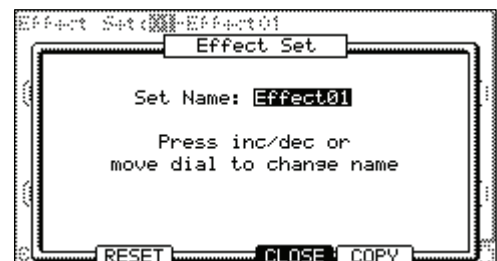 Effect Set:    -Effect01
Effect Set
Set Name: Effect01
Press inc/dec or
move dial to change name
RESET CLOSE COPY